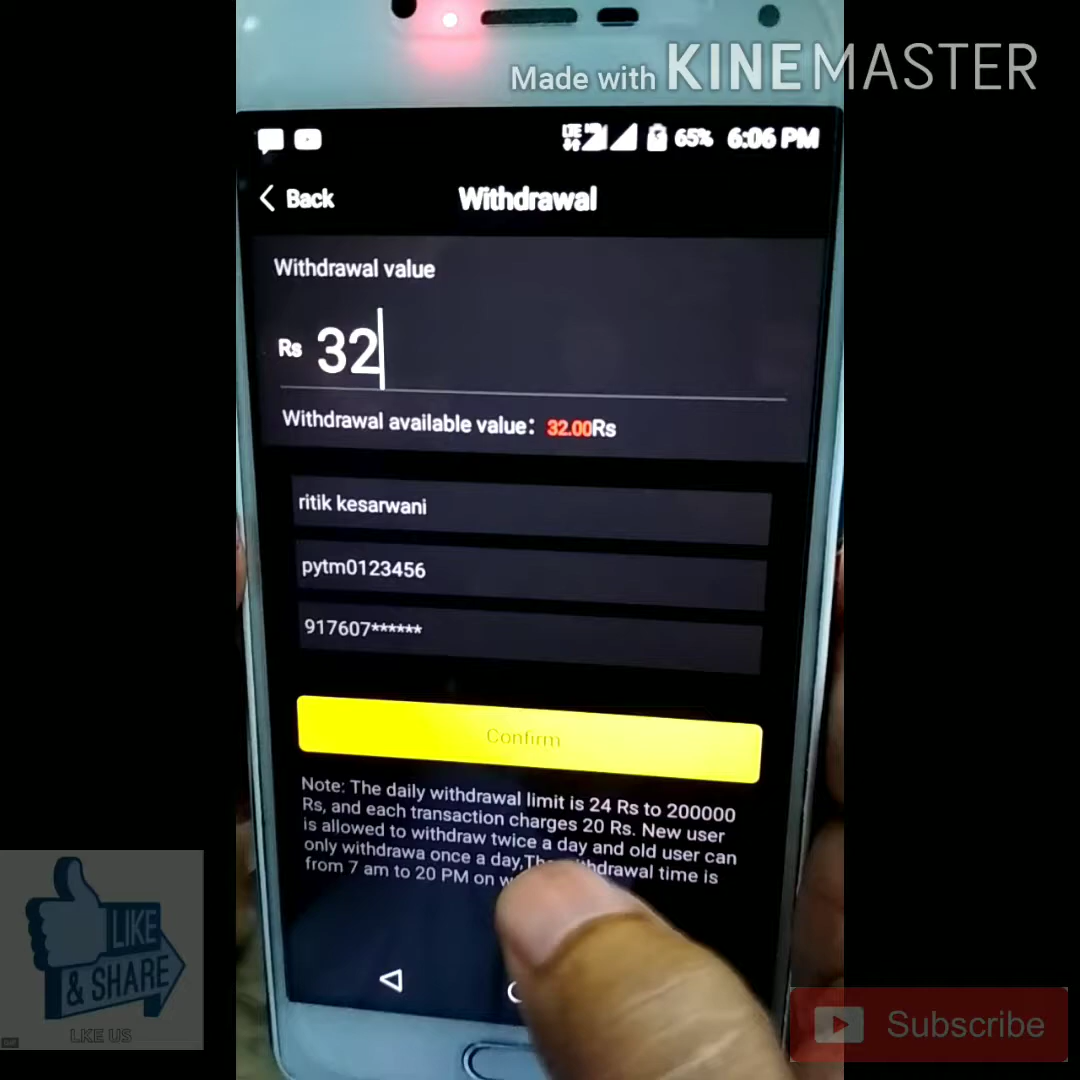 Made with KINEMASTER
65% 6:06 PM
Back
Withdrawal
Withdrawal value
Rs 32
Withdrawal available value: 32.00Rs
ritik kesarwani
pytm0123456
917607******
Confirm
Note: The daily withdrawal limit is 24 Rs to 200000
Rs, and each transaction charges 20 Rs. New user
is allowed to withdraw twice a day and old user can
only withdrawa once a day,The withdrawal time is
from 7 am to 20 PM on
LIKE
& SHARE
LKE US
Subscribe